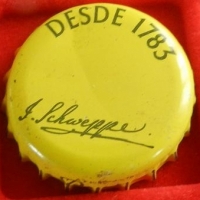 DESDE 1783
J. Schweppe.